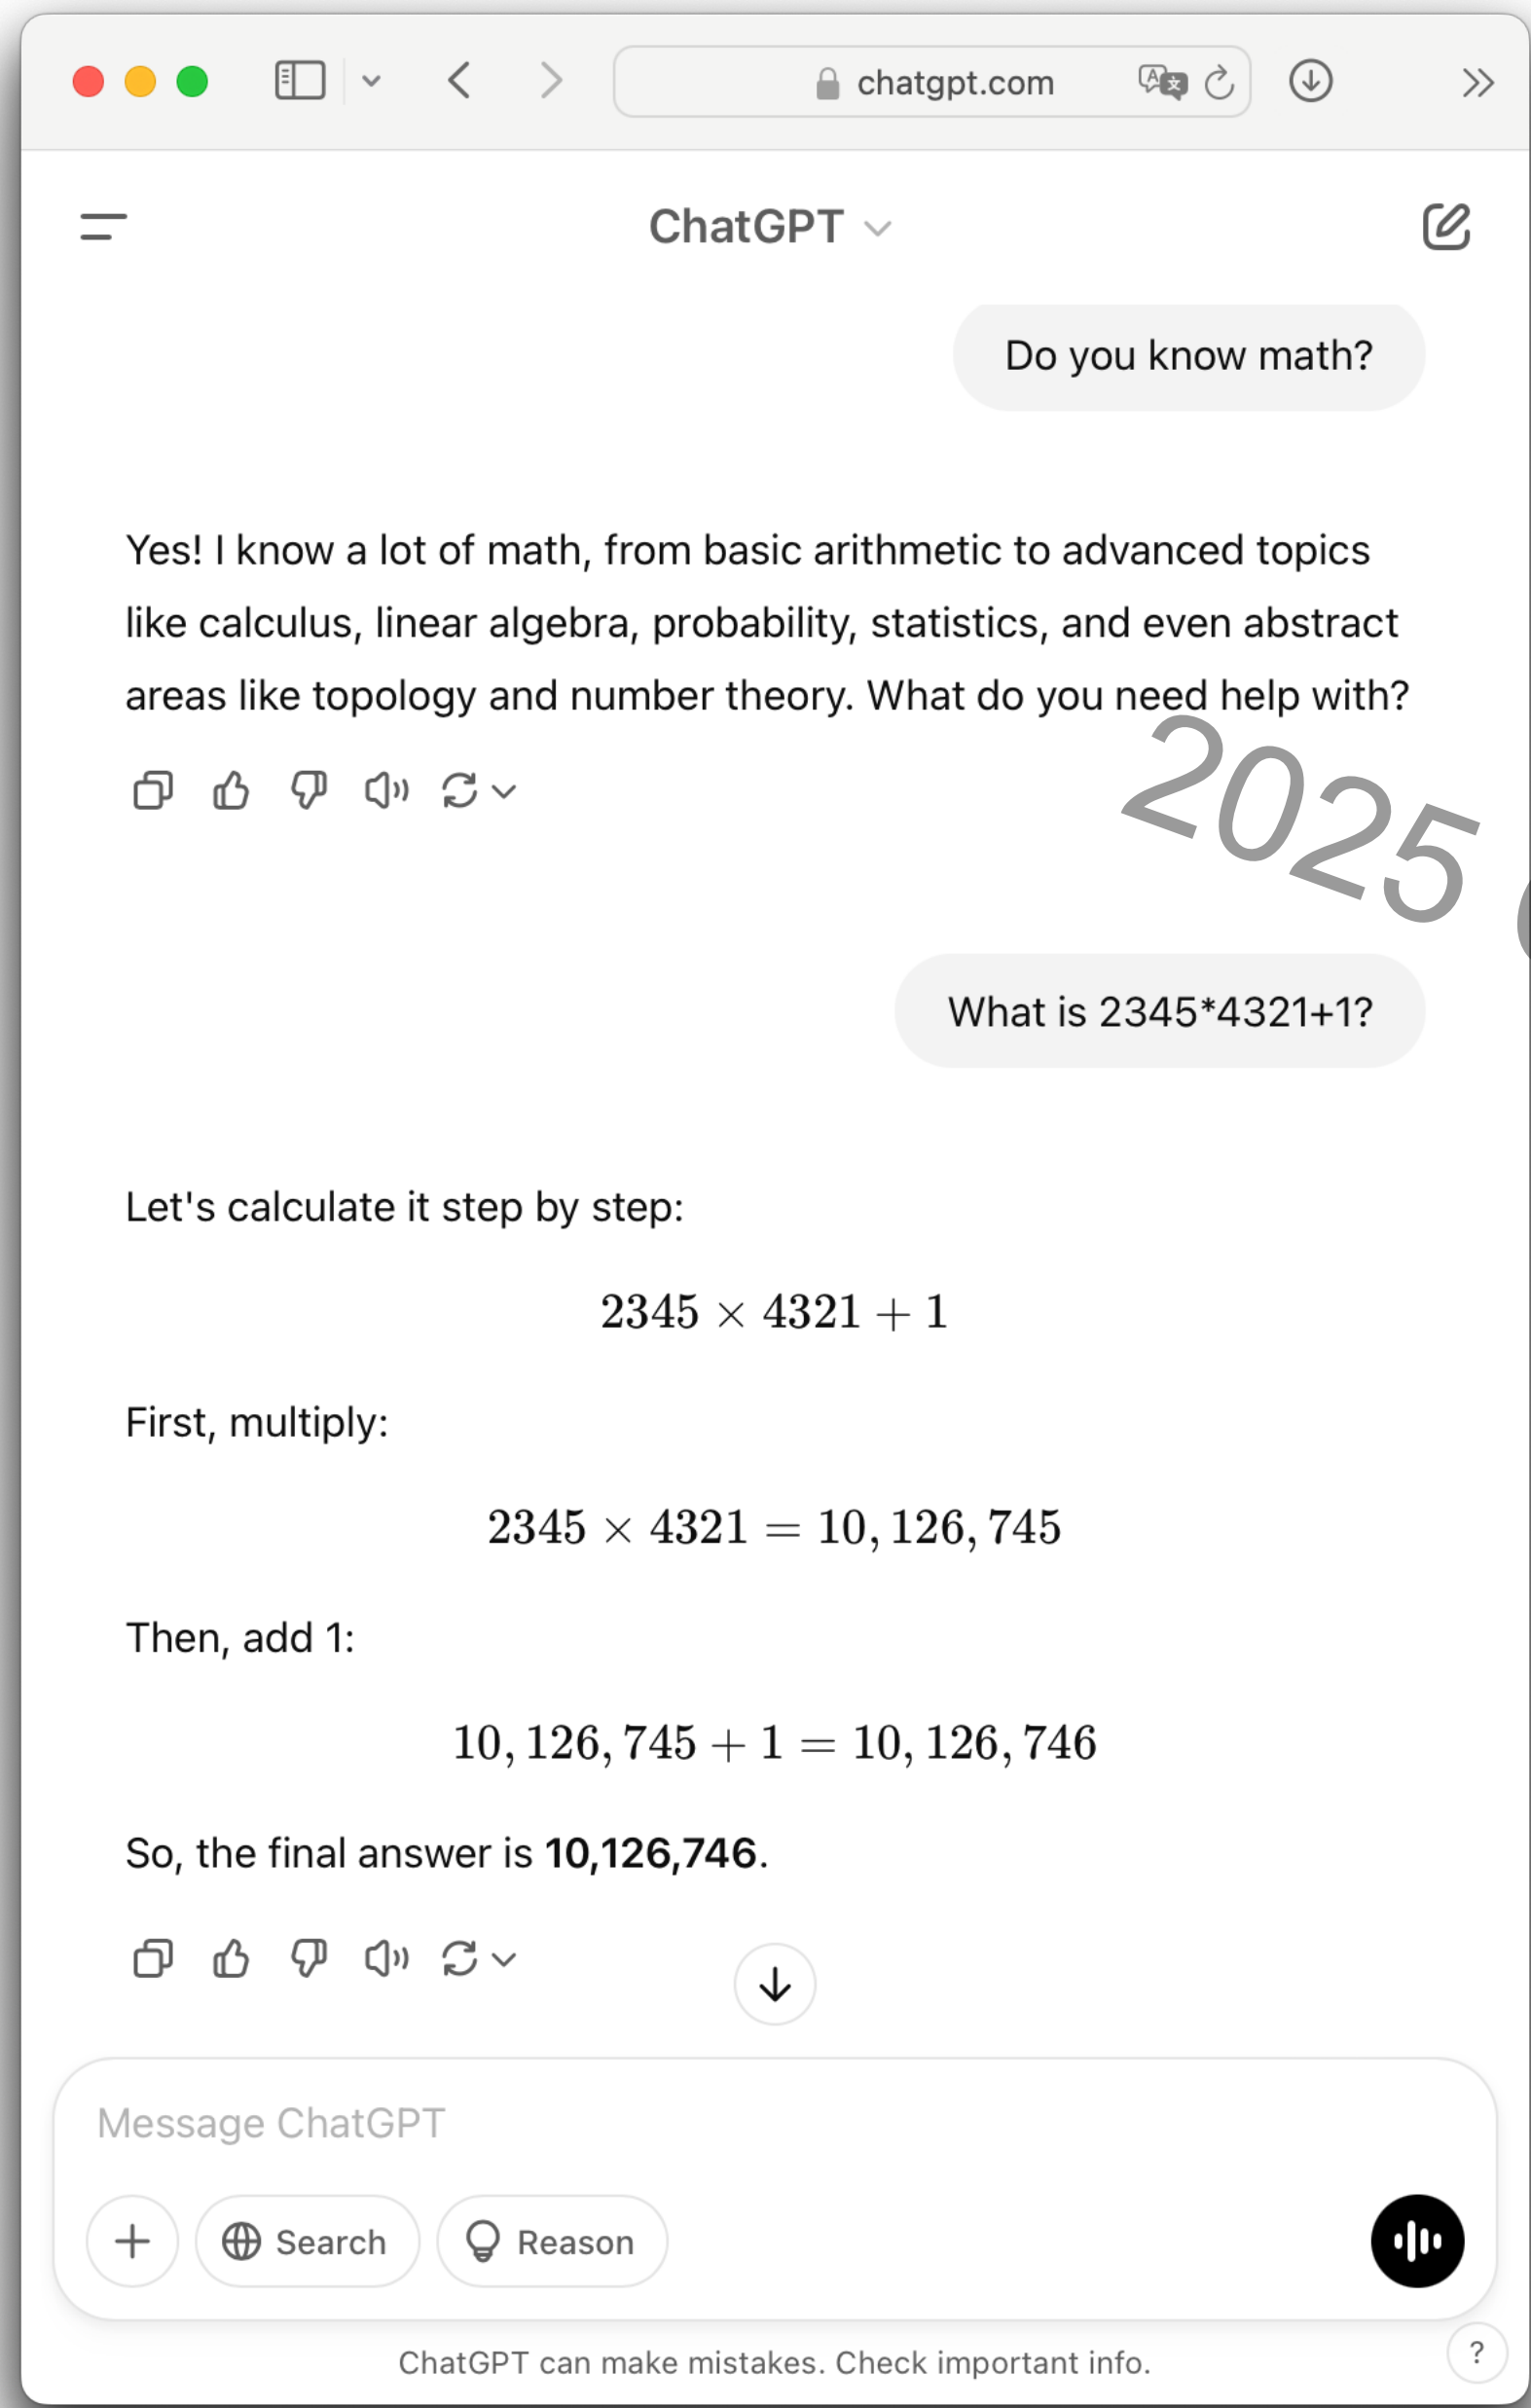 chatgpt.com
ChatGPT
Do you know math?
Yes! I know a lot of math, from basic arithmetic to advanced topics
like calculus, linear algebra, probability, statistics, and even abstract
areas like topology and number theory. What do you need help with?
2025
What is 2345*4321+1?
Let's calculate it step by step:
2345 × 4321 + 1
First, multiply:
2345 × 4321 = 10, 126, 745
Then, add 1:
10, 126, 745 + 1 = 10, 126, 746
So, the final answer is 10,126,746.
Message ChatGPT
Search Reason
ChatGPT can make mistakes. Check important info.
?